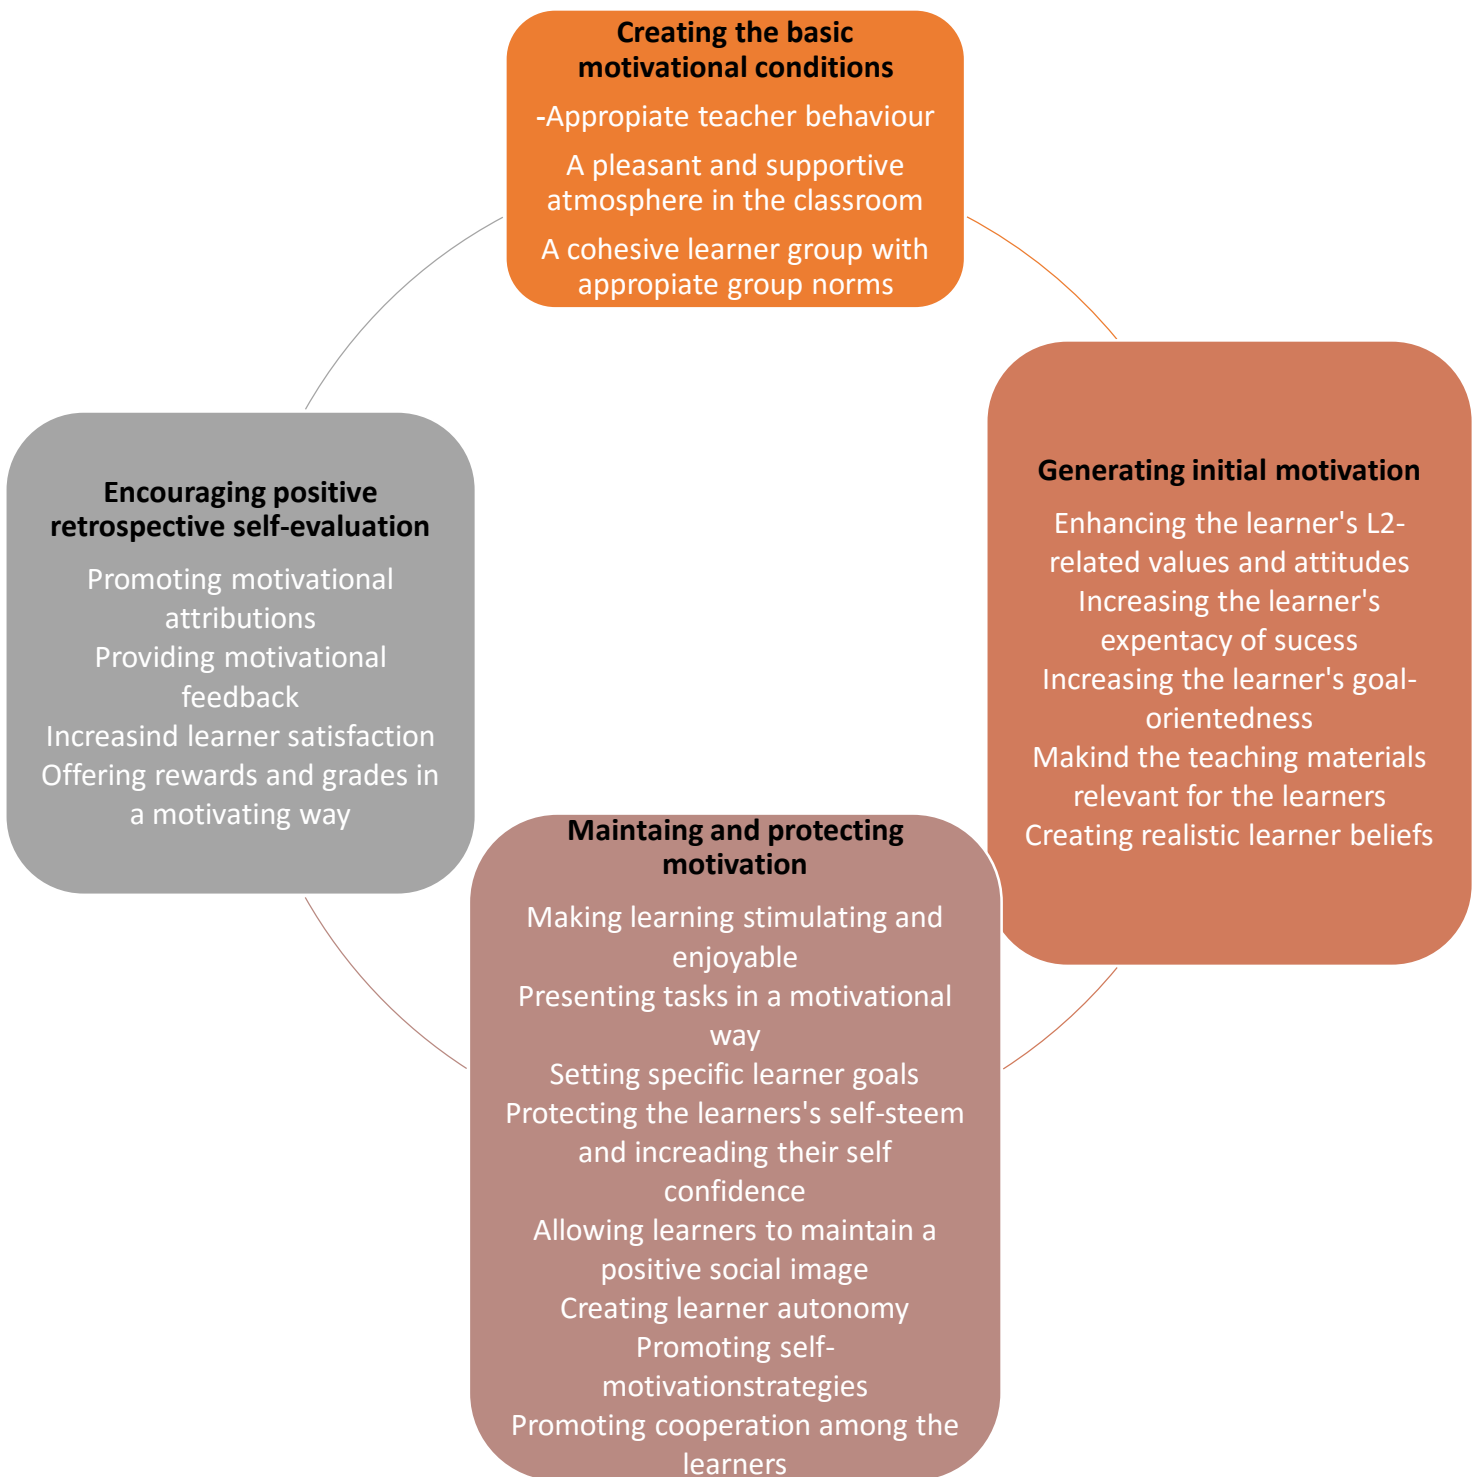 Creating the basic
motivational conditions
-Appropiate teacher behaviour
A pleasant and supportive
atmosphere in the classroom
A cohesive learner group with
appropiate group norms
Generating initial motivation
Enhancing the learner's L2-
related values and attitudes
Increasing the learner's
expentacy of sucess
Increasing the learner's goal-
orientedness
Makind the teaching materials
relevant for the learners
Creating realistic learner beliefs
Maintaing and protecting
motivation
Making learning stimulating and
enjoyable
Presenting tasks in a motivational
way
Setting specific learner goals
Protecting the learners's self-steem
and increading their self
confidence
Allowing learners to maintain a
positive social image
Creating learner autonomy
Promoting self-
motivationstrategies
Promoting cooperation among the
learners
Encouraging positive
retrospective self-evaluation
Promoting motivational
attributions
Providing motivational
feedback
Increasind learner satisfaction
Offering rewards and grades in
a motivating way